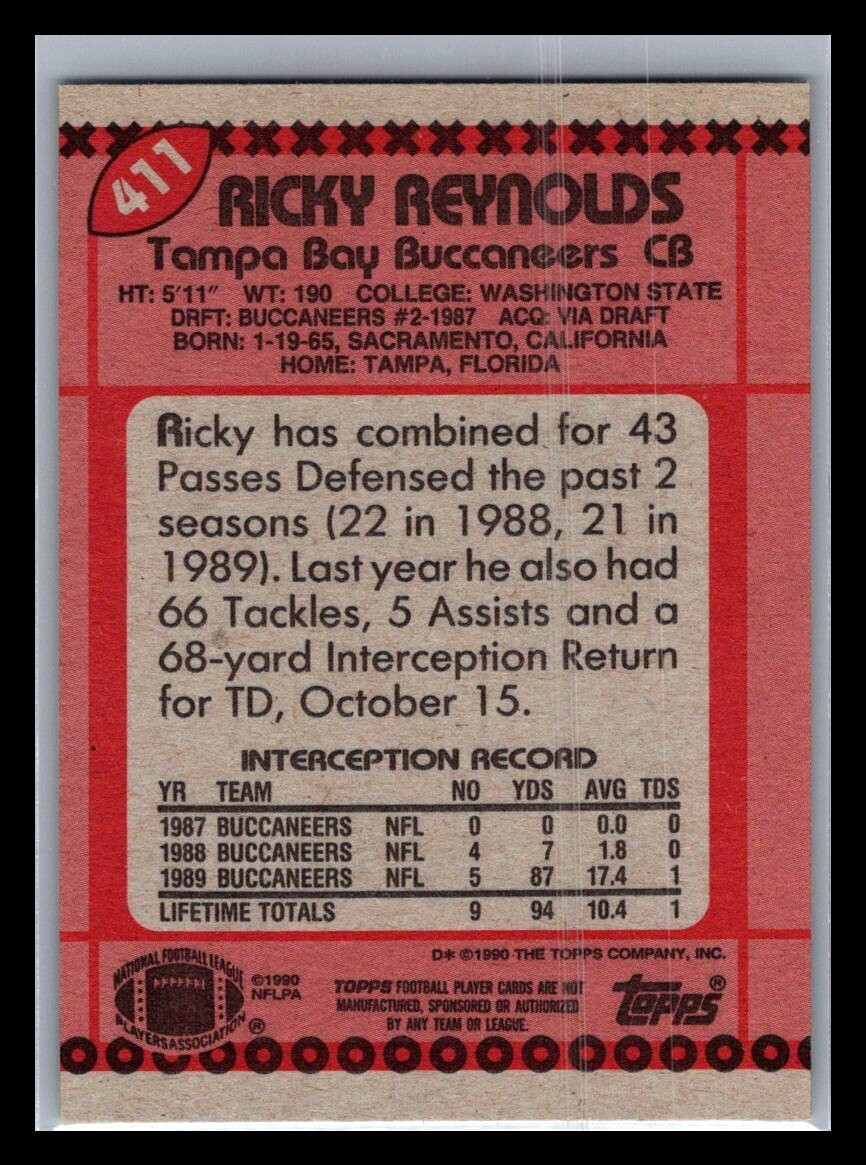 411
RICKY REYNOLDS
Tampa Bay Buccaneers CB
HT: 5'11" WT: 190 COLLEGE: WASHINGTON STATE
DRFT: BUCCANEERS #2-1987 ACQ: VIA DRAFT
BORN: 1-19-65, SACRAMENTO, CALIFORNIA
HOME: TAMPA, FLORIDA
Ricky has combined for 43
Passes Defensed the past 2
seasons (22 in 1988, 21 in
1989). Last year he also had
66 Tackles, 5 Assists and a
68-yard Interception Return
for TD, October 15.
INTERCEPTION RECORD
YR TEAM NO YDS AVG TDS
1987 BUCCANEERS NFL 0 0 0.0 0
1988 BUCCANEERS NFL 4 7 1.8 0
1989 BUCCANEERS NFL 5 87 17.4 1
LIFETIME TOTALS 9 94 10.4 1
D* ©1990 THE TOPPS COMPANY, INC.
NATIONAL FOOTBALL LEAGUE
NFLPA
PLAYERS ASSOCIATION ®
©1990
NFLPA
TOPPS FOOTBALL PLAYER CARDS ARE NOT
MANUFACTURED, SPONSORED OR AUTHORIZED
BY ANY TEAM OR LEAGUE.
topps®